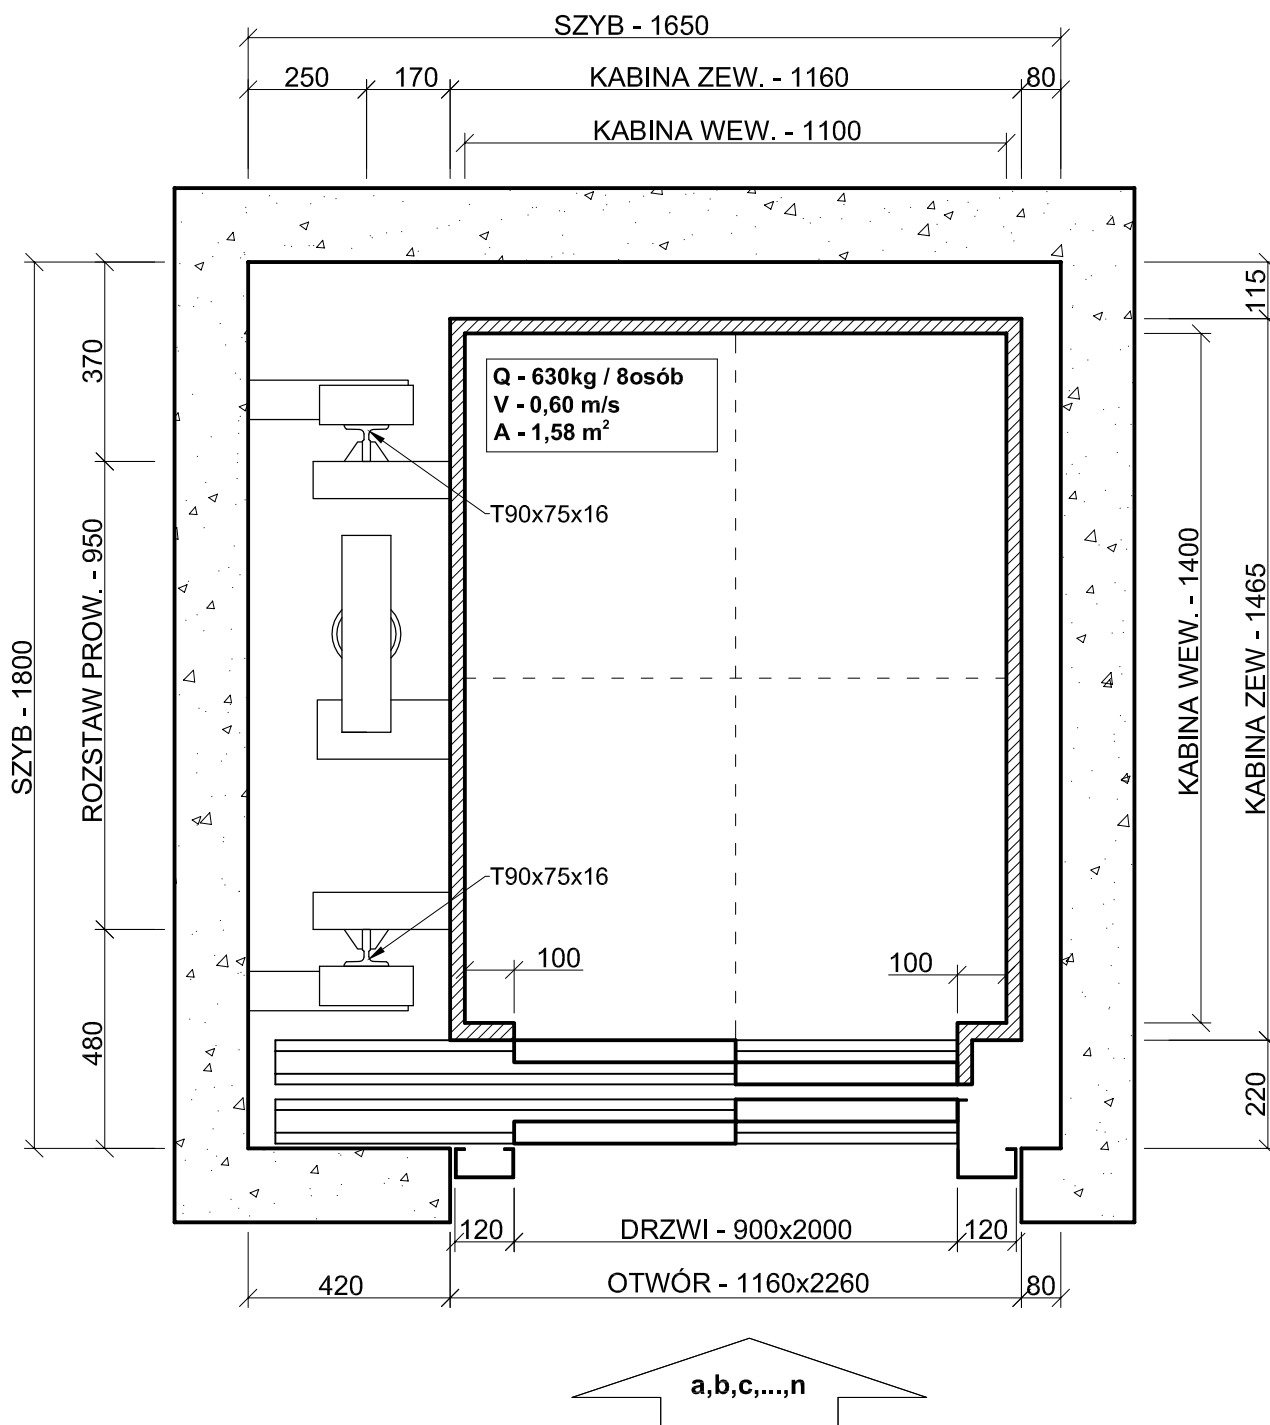 SZYB - 1650
250
170
KABINA ZEW. - 1160
80
KABINA WEW. - 1100
115
370
Q - 630kg / 8osób
V - 0,60 m/s
A - 1,58 m²
T90x75x16
SZYB - 1800
ROZSTAW PROW. - 950
KABINA WEW. - 1400
KABINA ZEW - 1465
T90x75x16
100
100
480
220
120
DRZWI - 900x2000
120
420
OTWÓR - 1160x2260
80
a,b,c,...,n